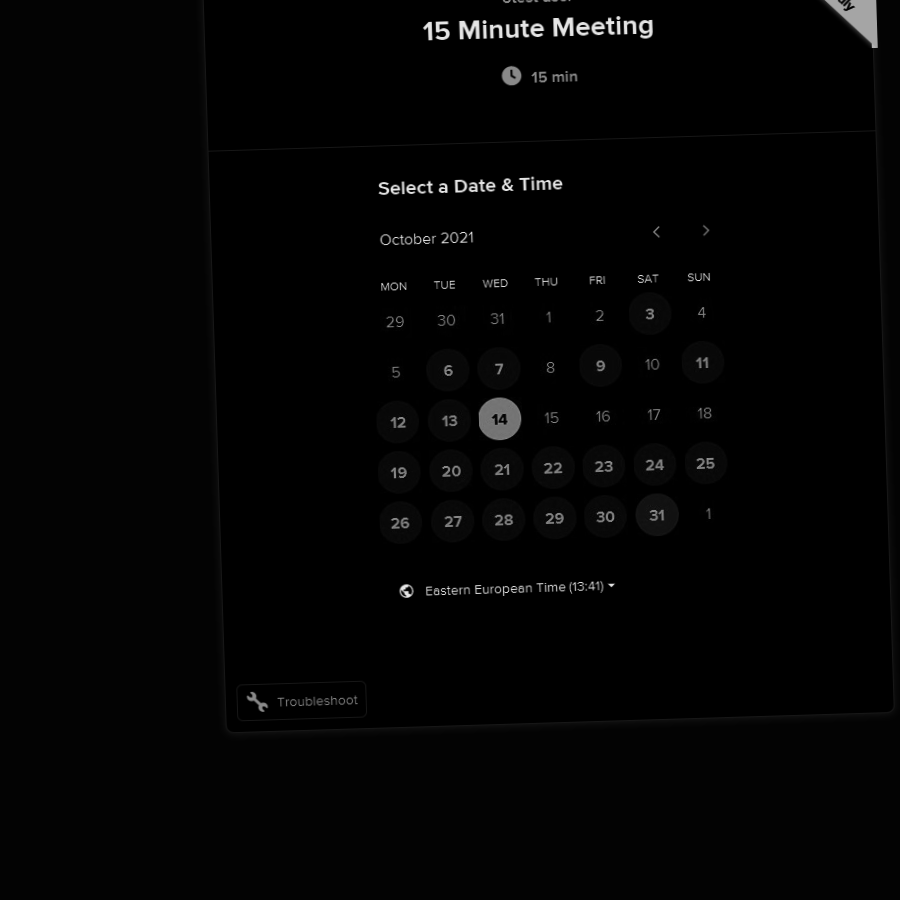 15 Minute Meeting
15 min
Select a Date & Time
October 2021
MON TUE WED THU FRI SAT SUN
29 30 31 1 2 3 4
5 6 7 8 9 10 11
12 13 14 15 16 17 18
19 20 21 22 23 24 25
26 27 28 29 30 31 1
Eastern European Time (13:41)
Troubleshoot